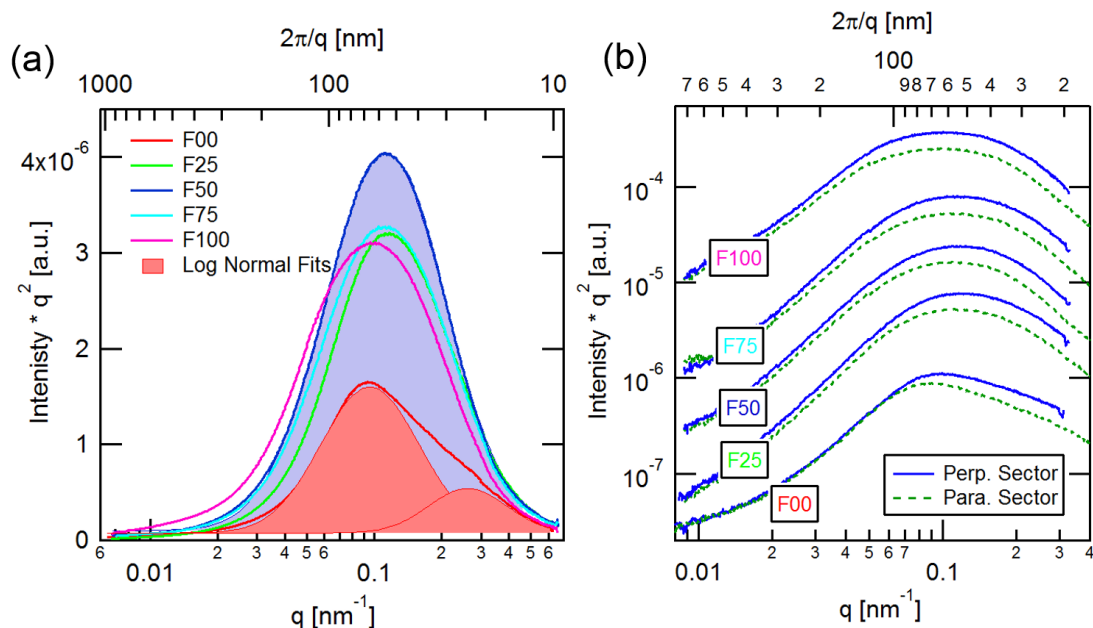 (a)
2π/q [nm]
1000 100 10
Intenisty * q² [a.u.]
4x10⁻⁶
3
2
1
0
F00
F25
F50
F75
F100
Log Normal Fits
6 2 3 4 5 6 2 3 4 5 6
0.01 0.1
q [nm⁻¹]
(b)
2π/q [nm]
100
7 6 5 4 3 2 9 8 7 6 5 4 3 2
Intenisty * q² [a.u.]
10⁻⁴
10⁻⁵
10⁻⁶
10⁻⁷
F100
F75
F50
F25
F00
Perp. Sector
Para. Sector
2 3 4 5 6 7 2 3 4
0.01 0.1
q [nm⁻¹]